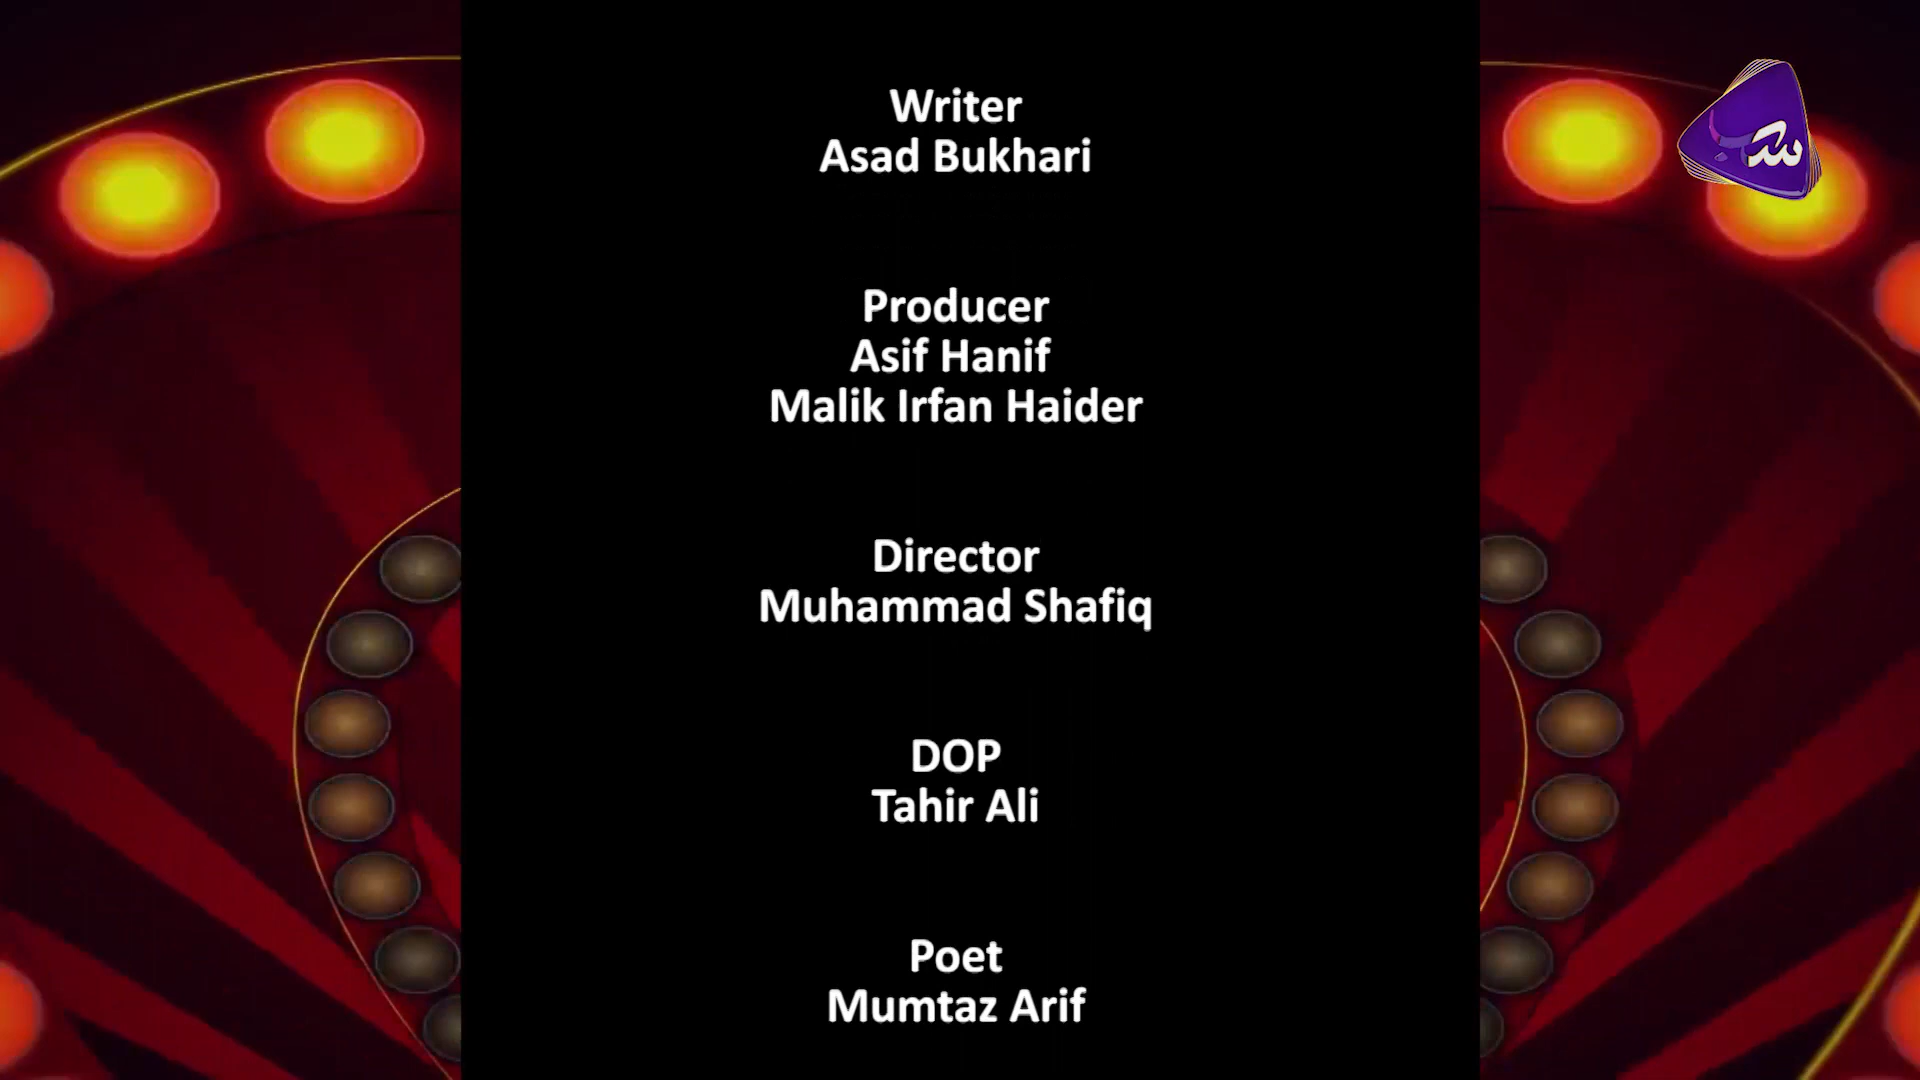 Writer
Asad Bukhari
Producer
Asif Hanif
Malik Irfan Haider
Director
Muhammad Shafiq
DOP
Tahir Ali
Poet
Mumtaz Arif